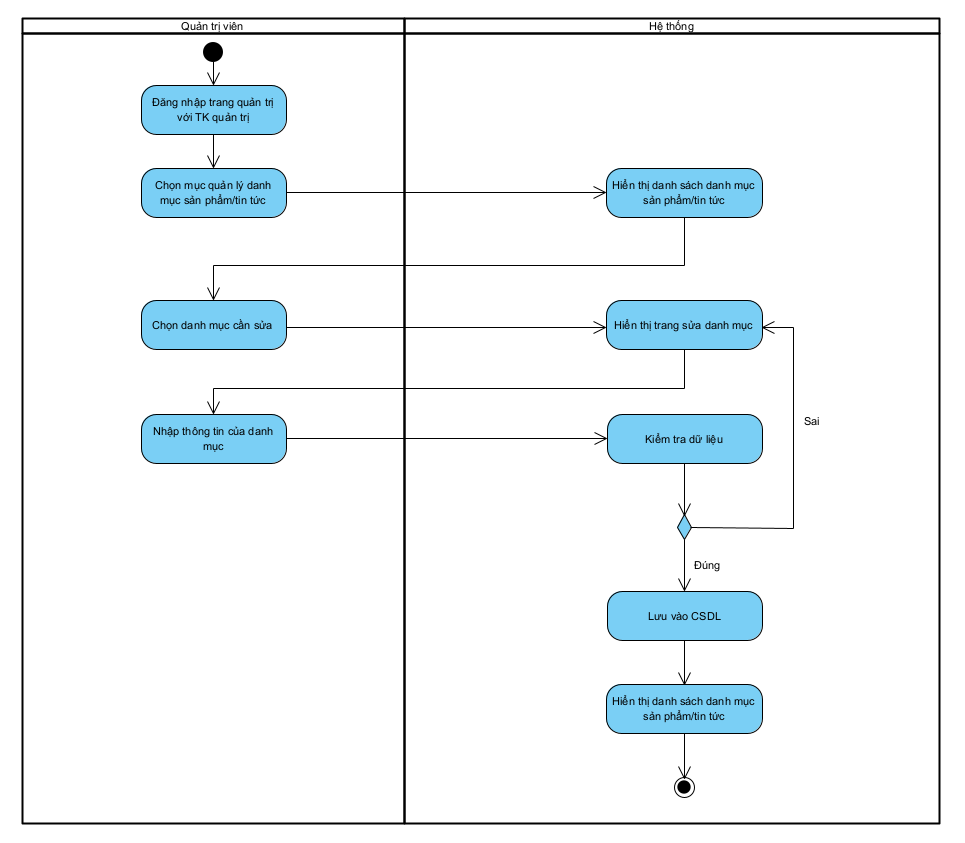 Quản trị viên
Hệ thống
Đăng nhập trang quản trị
với TK quản trị
Chọn mục quản lý danh
mục sản phẩm/tin tức
Hiển thị danh sách danh mục
sản phẩm/tin tức
Chọn danh mục cần sửa
Hiển thị trang sửa danh mục
Nhập thông tin của danh
mục
Kiểm tra dữ liệu
Sai
Đúng
Lưu vào CSDL
Hiển thị danh sách danh mục
sản phẩm/tin tức